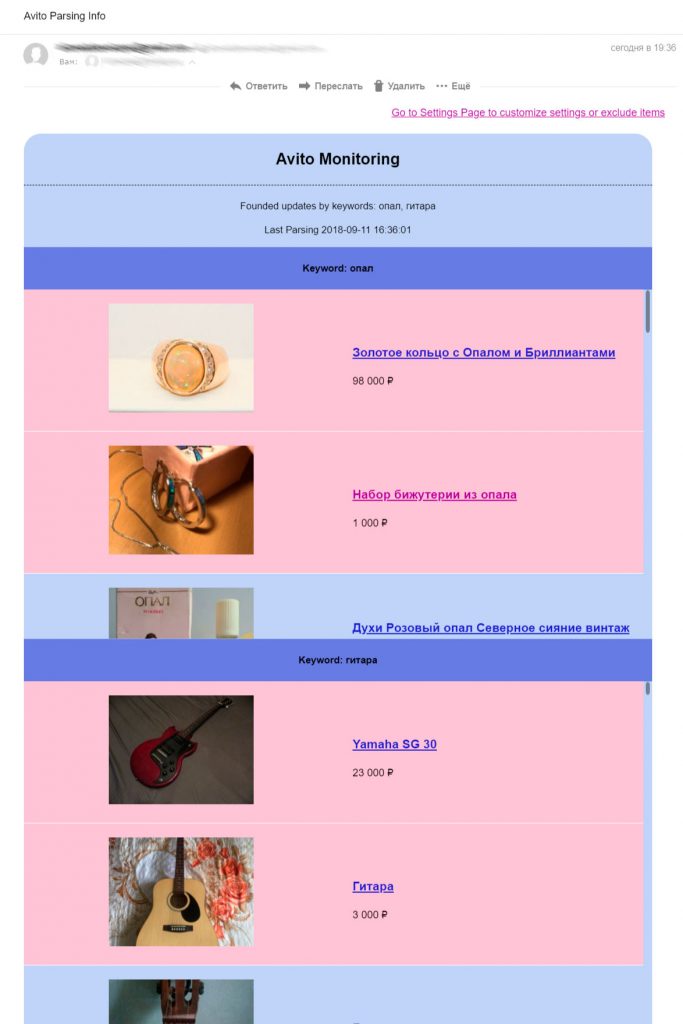 Avito Parsing Info
сегодня в 19:36
Вам:
Ответить Переслать Удалить Ещё
Go to Settings Page to customize settings or exclude items
Avito Monitoring
Founded updates by keywords: опал, гитара
Last Parsing 2018-09-11 16:36:01
Keyword: опал
Золотое кольцо с Опалом и Бриллиантами
98 000 ₽
Набор бижутерии из опала
1 000 ₽
ОПАЛ
Духи Розовый опал Северное сияние винтаж
Keyword: гитара
Yamaha SG 30
23 000 ₽
Гитара
3 000 ₽